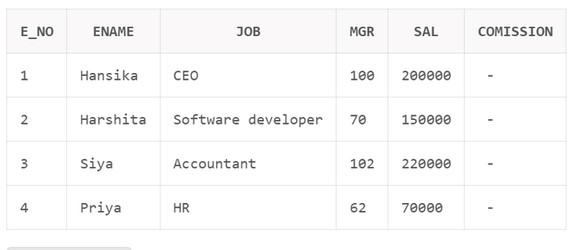 E_NO ENAME JOB MGR SAL COMISSION
1 Hansika CEO 100 200000 -
2 Harshita Software developer 70 150000 -
3 Siya Accountant 102 220000 -
4 Priya HR 62 70000 -